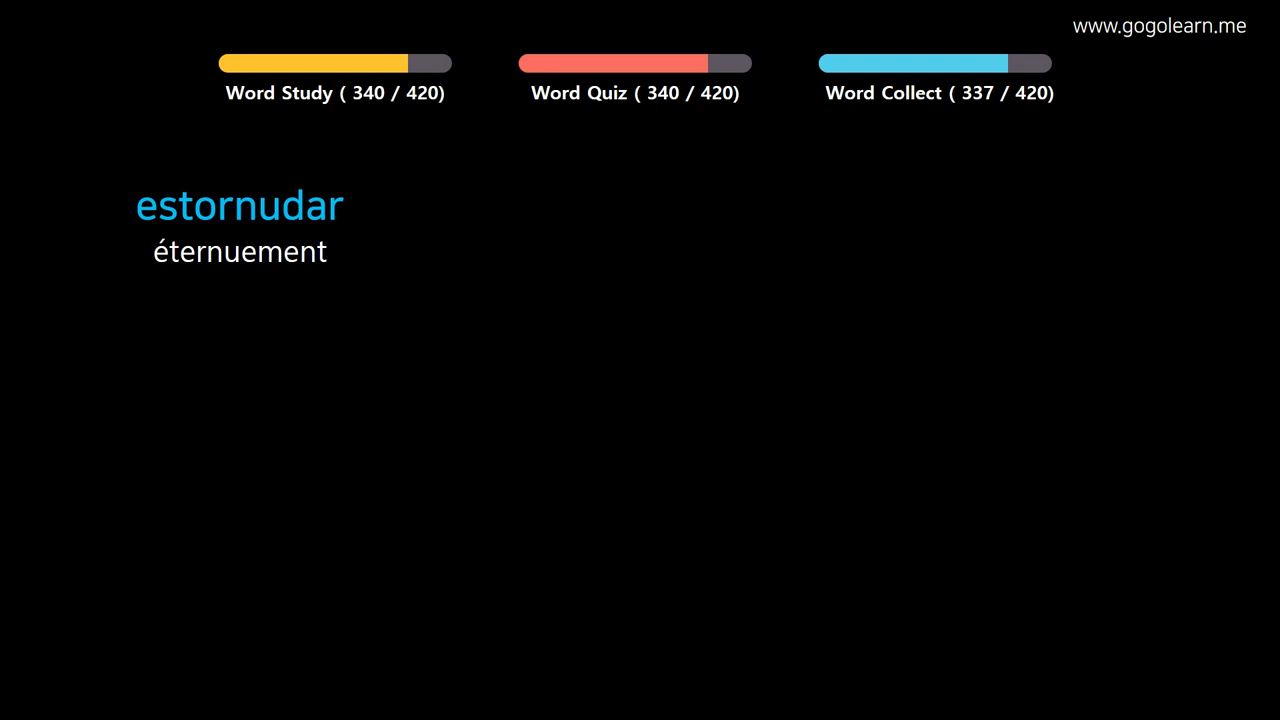 www.gogolearn.me
Word Study ( 340 / 420)
Word Quiz ( 340 / 420)
Word Collect ( 337 / 420)
estornudar
éternuement